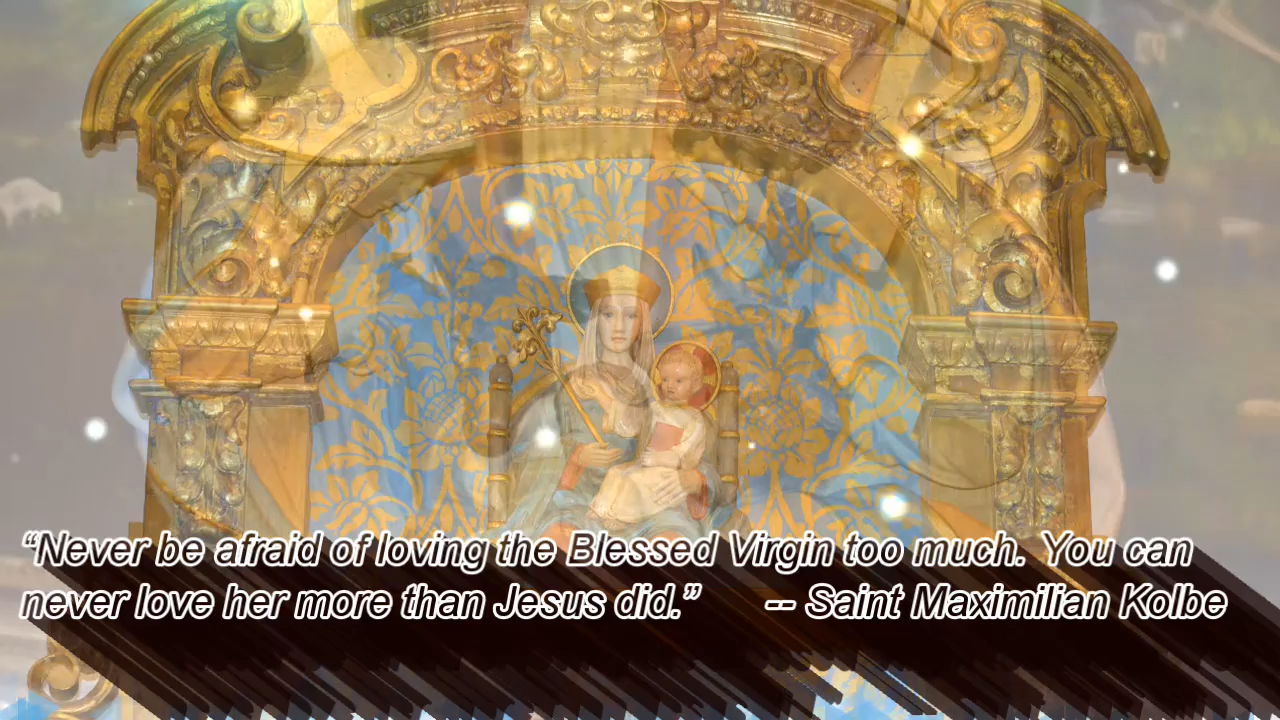 “Never be afraid of loving the Blessed Virgin too much. You can
never love her more than Jesus did.” -- Saint Maximilian Kolbe